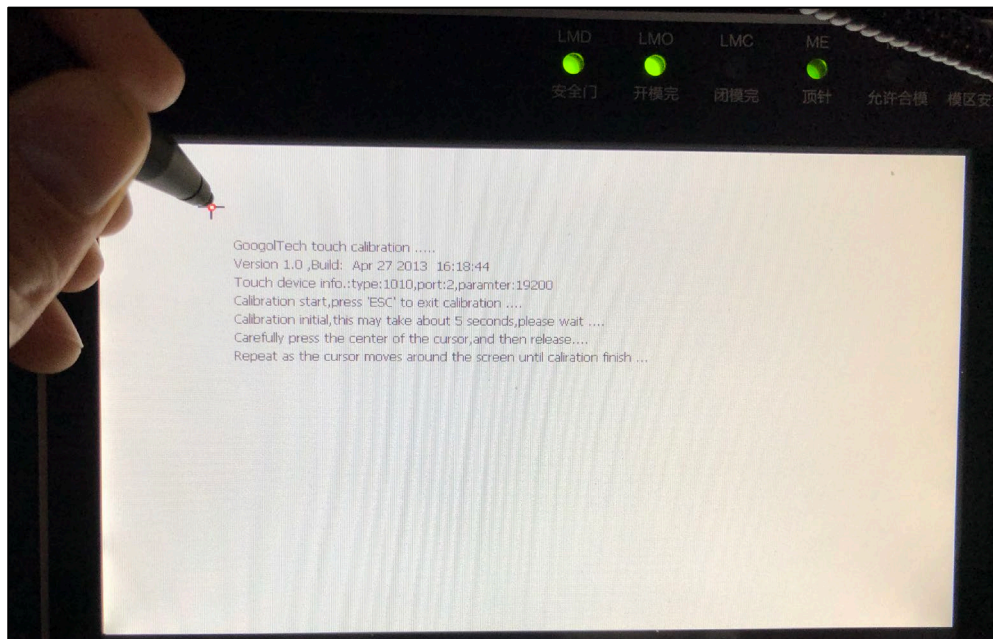 LMD LMO LMC ME
安全门 开模完 闭模完 顶针 允许合模 模区安
GoogolTech touch calibration .....
Version 1.0 ,Build: Apr 27 2013 16:18:44
Touch device info.:type:1010,port:2,paramter:19200
Calibration start,press 'ESC' to exit calibration ....
Calibration initial,this may take about 5 seconds,please wait ....
Carefully press the center of the cursor,and then release....
Repeat as the cursor moves around the screen until caliration finish ...